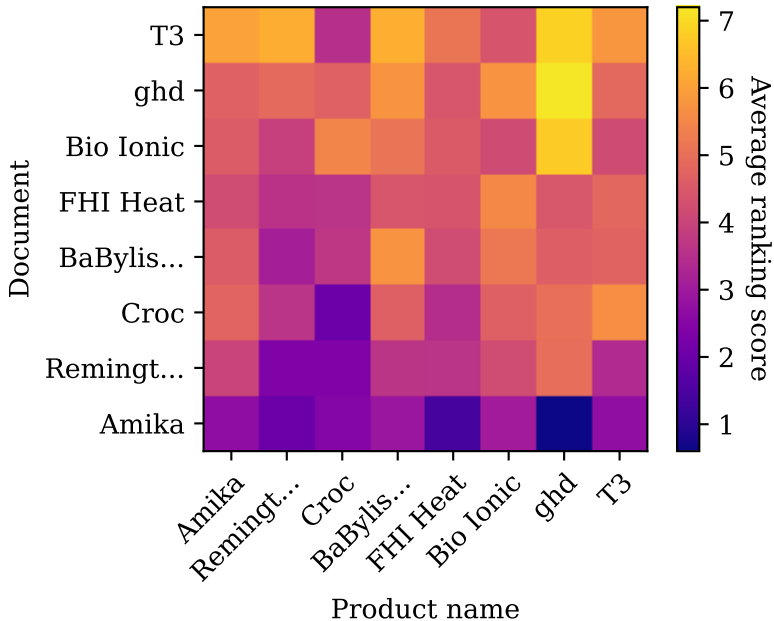 T3
ghd
Bio Ionic
FHI Heat
BaBylis...
Croc
Remingt...
Amika
Document
Amika
Remingt...
Croc
BaBylis...
FHI Heat
Bio Ionic
ghd
T3
Product name
7
6
5
4
3
2
1
Average ranking score